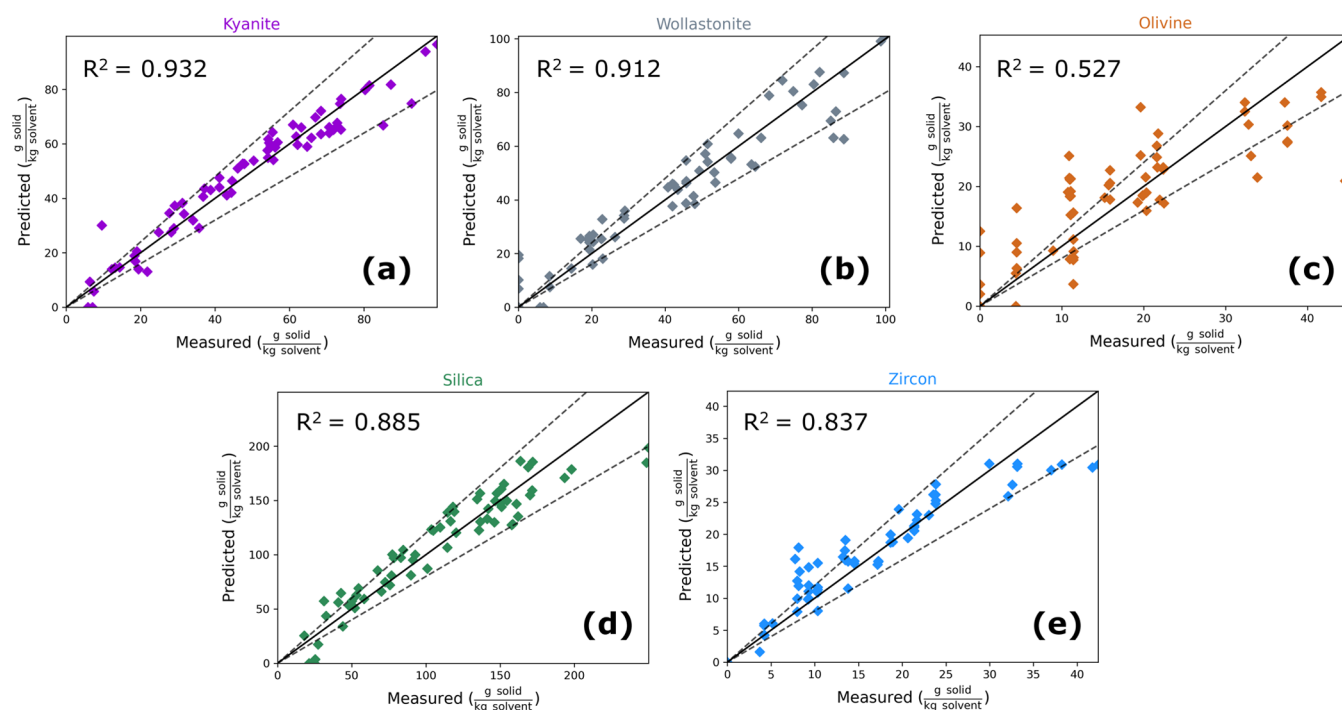 Kyanite
R² = 0.932
Predicted (g solid / kg solvent)
80
60
40
20
0
0 20 40 60 80
Measured (g solid / kg solvent)
(a)
Wollastonite
R² = 0.912
Predicted (g solid / kg solvent)
100
80
60
40
20
0
0 20 40 60 80 100
Measured (g solid / kg solvent)
(b)
Olivine
R² = 0.527
Predicted (g solid / kg solvent)
40
30
20
10
0
0 10 20 30 40
Measured (g solid / kg solvent)
(c)
Silica
R² = 0.885
Predicted (g solid / kg solvent)
200
150
100
50
0
0 50 100 150 200
Measured (g solid / kg solvent)
(d)
Zircon
R² = 0.837
Predicted (g solid / kg solvent)
40
35
30
25
20
15
10
5
0
0 5 10 15 20 25 30 35 40
Measured (g solid / kg solvent)
(e)